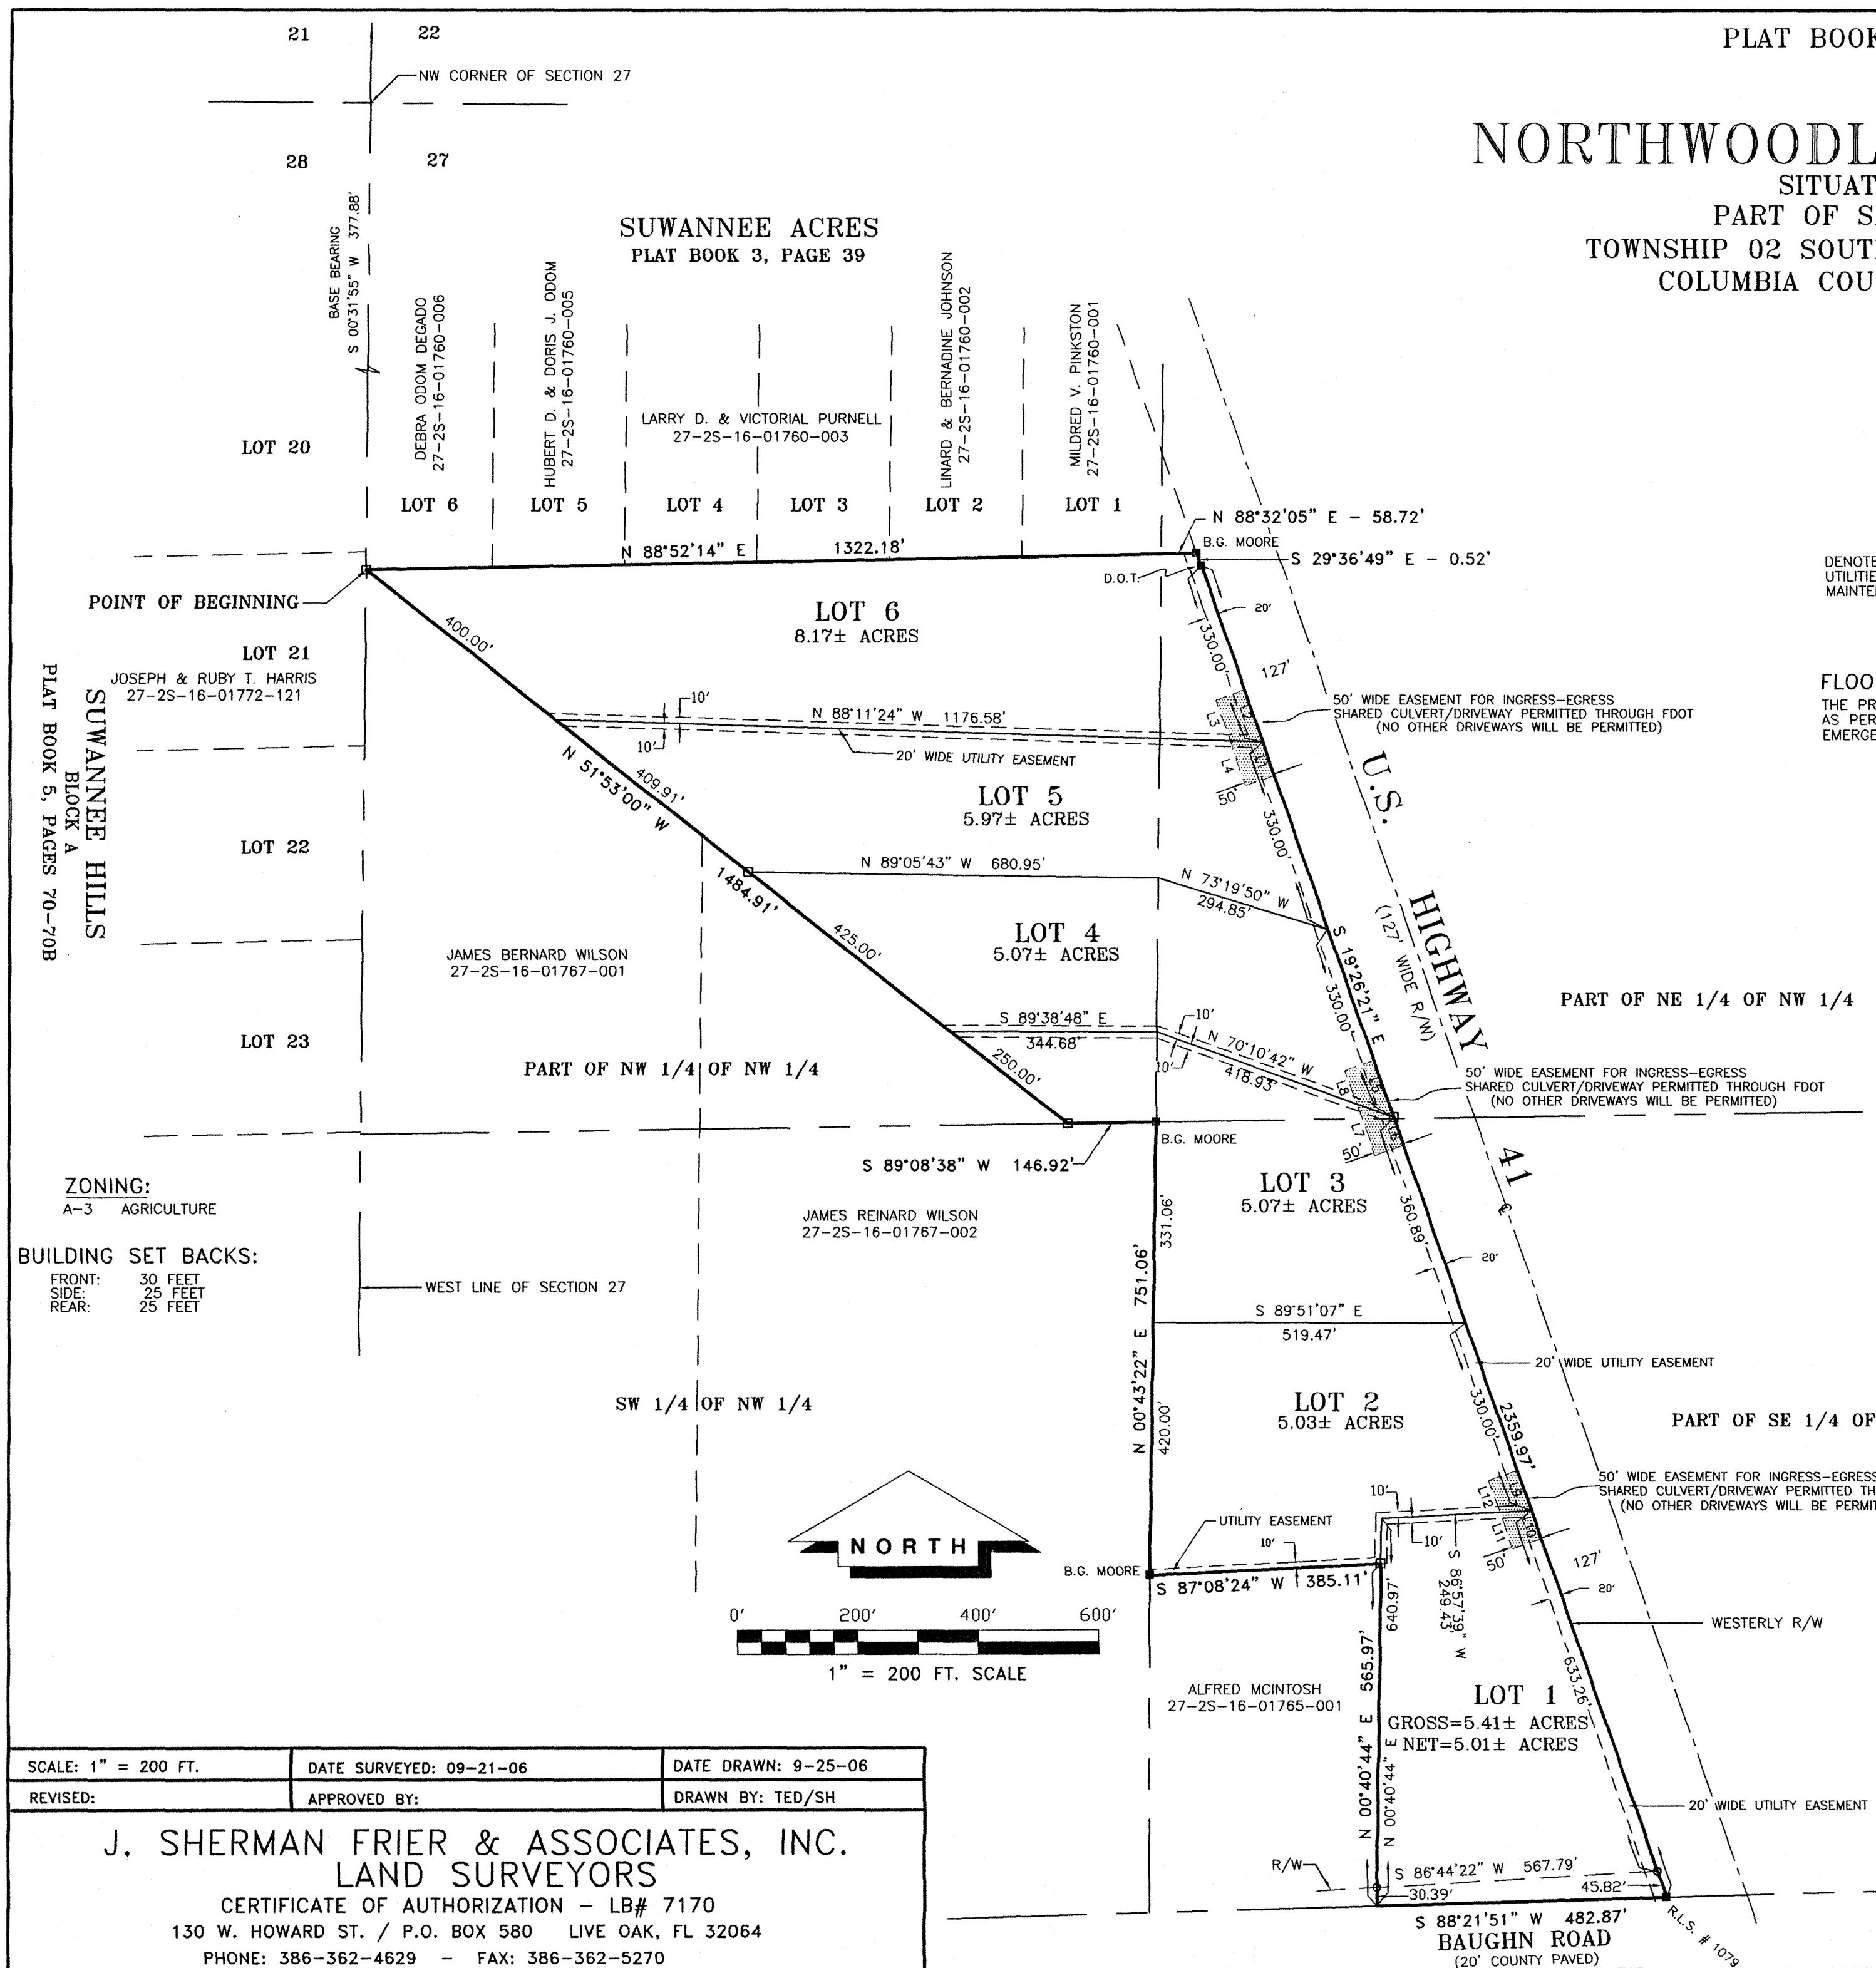 21
22
PLAT BOOK
NW CORNER OF SECTION 27
28
27
NORTHWOODL
SITUAT
PART OF S
TOWNSHIP 02 SOUT
COLUMBIA COU
BASE BEARING
S 00°31'55" W 377.88'
SUWANNEE ACRES
PLAT BOOK 3, PAGE 39
DEBRA ODOM DEGADO
27-2S-16-01760-006
HUBERT D. & DORIS J. ODOM
27-2S-16-01760-005
LARRY D. & VICTORIAL PURNELL
27-2S-16-01760-003
LINARD & BERNADINE JOHNSON
27-2S-16-01760-002
MILDRED V. PINKSTON
27-2S-16-01760-001
LOT 20
LOT 6
LOT 5
LOT 4
LOT 3
LOT 2
LOT 1
N 88°32'05" E - 58.72'
B.G. MOORE
S 29°36'49" E - 0.52'
D.O.T.
N 88°52'14" E 1322.18'
DENOTE
UTILITIE
MAINTE
POINT OF BEGINNING
LOT 6
8.17± ACRES
20'
330.00'
127'
400.00'
LOT 21
JOSEPH & RUBY T. HARRIS
27-2S-16-01772-121
SUWANNEE HILLS
BLOCK A
PLAT BOOK 5, PAGES 70-70B
FLOO
THE PR
AS PER
EMERGE
50' WIDE EASEMENT FOR INGRESS-EGRESS
SHARED CULVERT/DRIVEWAY PERMITTED THROUGH FDOT
(NO OTHER DRIVEWAYS WILL BE PERMITTED)
L2
L3
L1
L4
50'
10'
10'
N 88°11'24" W 1176.58'
20' WIDE UTILITY EASEMENT
N 51°53'00" W
409.91'
1484.91'
LOT 5
5.97± ACRES
330.00'
U.S. HIGHWAY 41
(127' WIDE R/W)
LOT 22
N 89°05'43" W 680.95'
N 73°19'50" W
294.85'
425.00'
LOT 4
5.07± ACRES
S 19°26'21" E
330.00'
JAMES BERNARD WILSON
27-2S-16-01767-001
PART OF NE 1/4 OF NW 1/4
LOT 23
S 89°38'48" E
344.68'
10'
10'
N 70°10'42" W
418.93'
250.00'
PART OF NW 1/4 OF NW 1/4
50' WIDE EASEMENT FOR INGRESS-EGRESS
SHARED CULVERT/DRIVEWAY PERMITTED THROUGH FDOT
(NO OTHER DRIVEWAYS WILL BE PERMITTED)
L5
L8
L6
L7
50'
B.G. MOORE
S 89°08'38" W 146.92'
LOT 3
5.07± ACRES
ZONING:
A-3 AGRICULTURE
JAMES REINARD WILSON
27-2S-16-01767-002
331.06'
360.89'
20'
BUILDING SET BACKS:
FRONT: 30 FEET
SIDE: 25 FEET
REAR: 25 FEET
WEST LINE OF SECTION 27
N 00°43'22" E 751.06'
S 89°51'07" E
519.47'
20' WIDE UTILITY EASEMENT
SW 1/4 OF NW 1/4
420.00'
LOT 2
5.03± ACRES
330.00'
2359.97'
PART OF SE 1/4 OF
50' WIDE EASEMENT FOR INGRESS-EGRESS
SHARED CULVERT/DRIVEWAY PERMITTED TH
(NO OTHER DRIVEWAYS WILL BE PERMI
L9
L12
L10
L11
50'
10'
10'
UTILITY EASEMENT
10'
NORTH
B.G. MOORE
S 87°08'24" W 385.11'
S 86°57'39" W
249.43'
127'
20'
WESTERLY R/W
0' 200' 400' 600'
1" = 200 FT. SCALE
640.97'
N 00°40'44" E 565.97'
N 00°40'44" E
633.26'
ALFRED MCINTOSH
27-2S-16-01765-001
LOT 1
GROSS=5.41± ACRES
NET=5.01± ACRES
20' WIDE UTILITY EASEMENT
R/W
S 86°44'22" W 567.79'
30.39'
45.82'
S 88°21'51" W 482.87'
BAUGHN ROAD
(20' COUNTY PAVED)
R.L.S. # 1079
SCALE: 1" = 200 FT.
DATE SURVEYED: 09-21-06
DATE DRAWN: 9-25-06
REVISED:
APPROVED BY:
DRAWN BY: TED/SH
J. SHERMAN FRIER & ASSOCIATES, INC.
LAND SURVEYORS
CERTIFICATE OF AUTHORIZATION - LB# 7170
130 W. HOWARD ST. / P.O. BOX 580 LIVE OAK, FL 32064
PHONE: 386-362-4629 - FAX: 386-362-5270